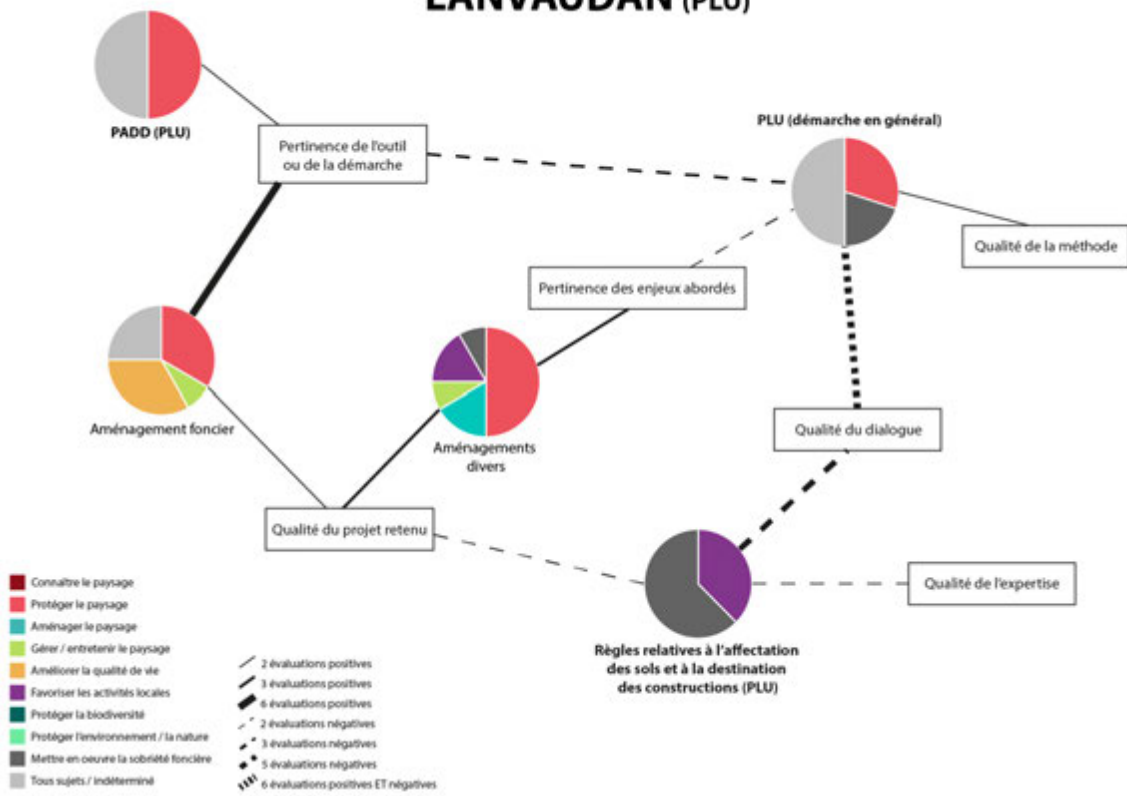 LANVAUDAN (PLU)
PADD (PLU)
Pertinence de l'outil
ou de la démarche
PLU (démarche en général)
Qualité de la méthode
Pertinence des enjeux abordés
Aménagement foncier
Aménagements
divers
Qualité du dialogue
Qualité du projet retenu
Qualité de l'expertise
Règles relatives à l'affectation
des sols et à la destination
des constructions (PLU)
Connaître le paysage
Protéger le paysage
Aménager le paysage
Gérer / entretenir le paysage
Améliorer la qualité de vie
Favoriser les activités locales
Protéger la biodiversité
Protéger l'environnement / la nature
Mettre en oeuvre la sobriété foncière
Tous sujets / indéterminé
2 évaluations positives
3 évaluations positives
6 évaluations positives
2 évaluations négatives
3 évaluations négatives
5 évaluations négatives
6 évaluations positives ET négatives